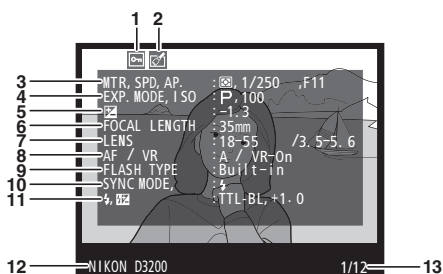 1 2
3 MTR, SPD, AP. : , 1/250 ,F11
4 EXP. MODE, ISO : P, 100
5 : -1.3
6 FOCAL LENGTH : 35mm
7 LENS : 18-55 /3.5-5.6
8 AF / VR : A / VR-On
9 FLASH TYPE : Built-in
10 SYNC MODE, :
11 , : TTL-BL, +1.0
12 NIKON D3200 1/12 13